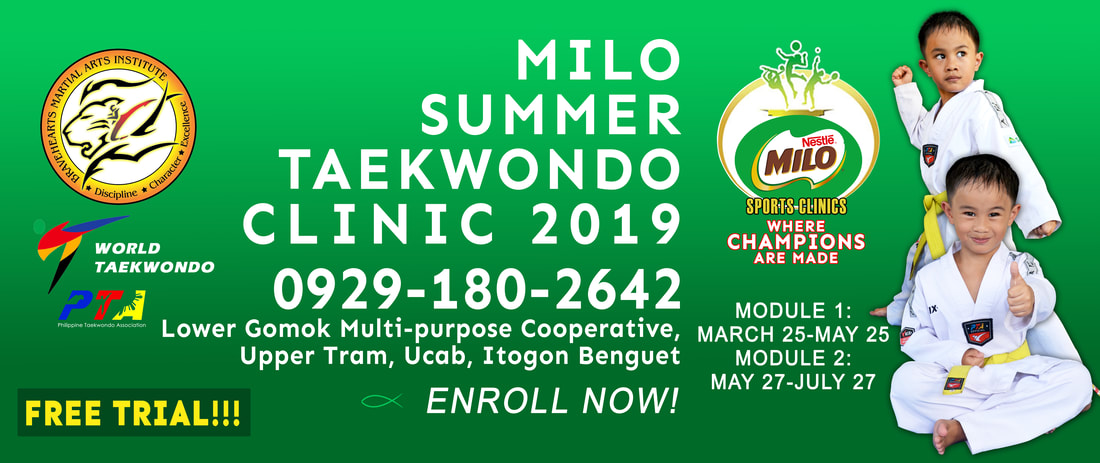 BRAVEHEARTS MARTIAL ARTS INSTITUTE
★ Discipline ★ Character ★ Excellence
WORLD
TAEKWONDO
PTA
Philippine Taekwondo Association
MILO
SUMMER
TAEKWONDO
CLINIC 2019
0929-180-2642
Lower Gomok Multi-purpose Cooperative,
Upper Tram, Ucab, Itogon Benguet
ENROLL NOW!
FREE TRIAL!!!
Nestlé
MILO
SPORTS-CLINICS
WHERE
CHAMPIONS
ARE MADE
MODULE 1:
MARCH 25-MAY 25
MODULE 2:
MAY 27-JULY 27
PTA